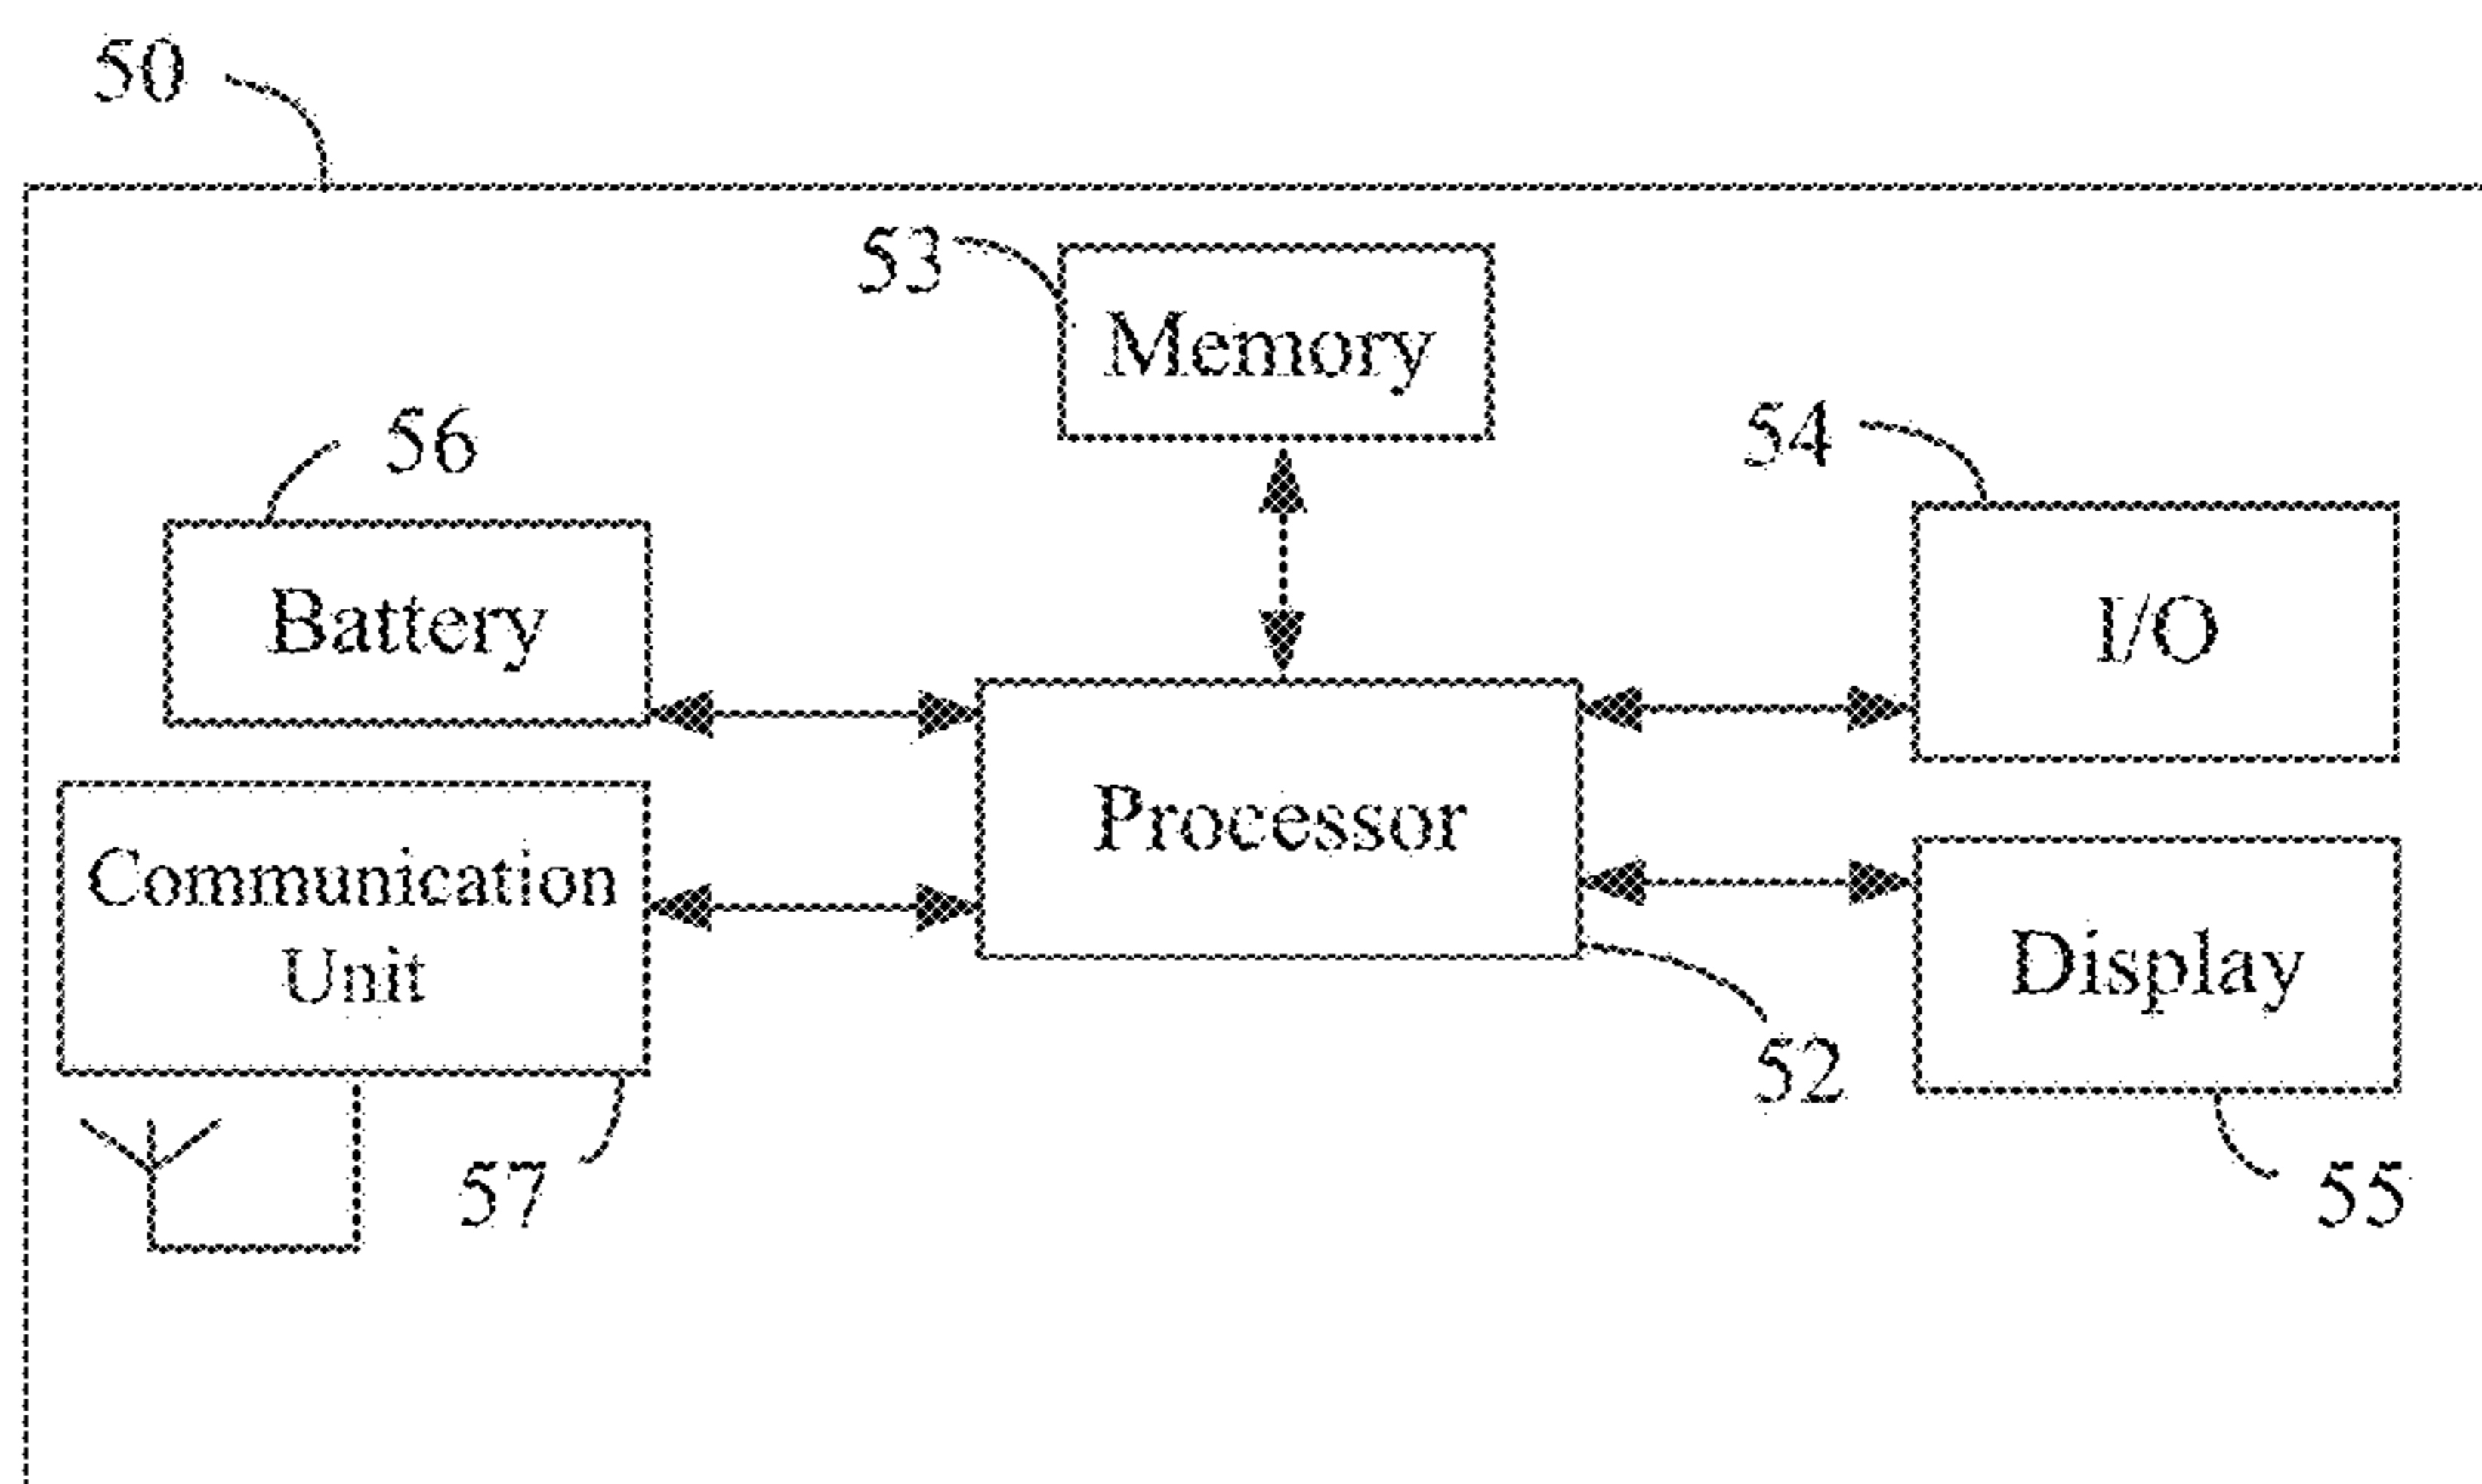 50
53
Memory
56
54
Battery
I/O
Processor
Communication
Unit
Display
52
57
55